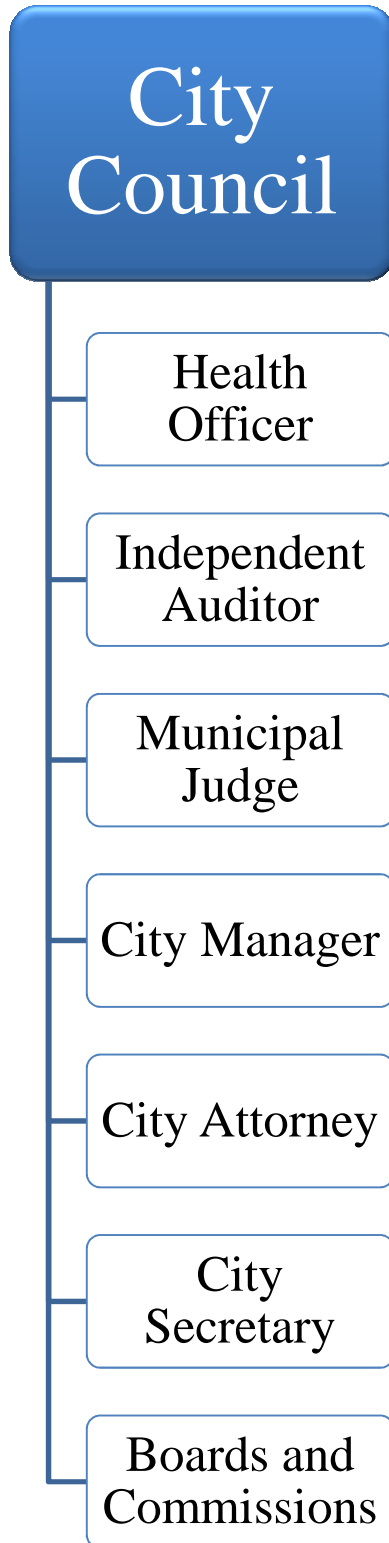 City
Council
Health
Officer
Independent
Auditor
Municipal
Judge
City Manager
City Attorney
City
Secretary
Boards and
Commissions